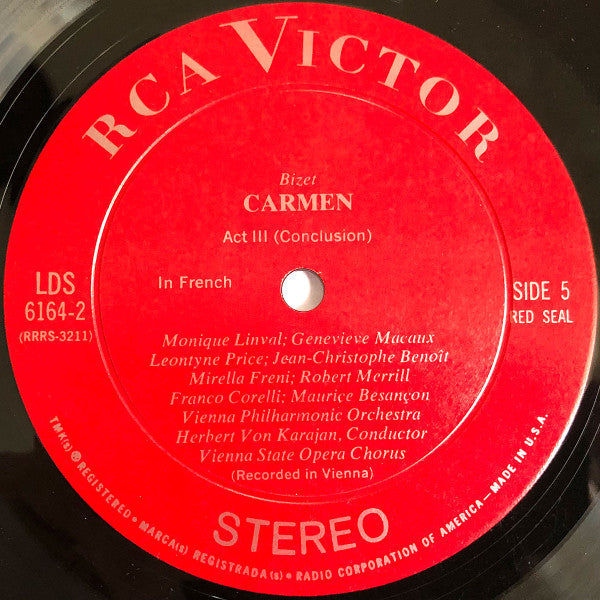 RCA VICTOR
Bizet
CARMEN
Act III (Conclusion)
In French
LDS
6164-2
(RRRS-3211)
SIDE 5
RED SEAL
Monique Linval; Genevieve Macaux
Leontyne Price; Jean-Christophe Benoît
Mirella Freni; Robert Merrill
Franco Corelli; Maurice Besançon
Vienna Philharmonic Orchestra
Herbert Von Karajan, Conductor
Vienna State Opera Chorus
(Recorded in Vienna)
STEREO
TMK(s) ® REGISTERED • MARCA(s) REGISTRADA(s) • RADIO CORPORATION OF AMERICA—MADE IN U.S.A.